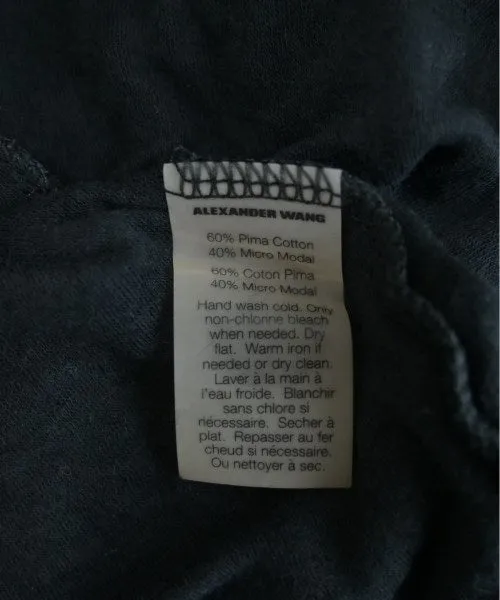 ALEXANDER WANG
60% Pima Cotton
40% Micro Modal
60% Coton Pima
40% Micro Modal
Hand wash cold. Only
non-chlorine bleach
when needed. Dry
flat. Warm iron if
needed or dry clean.
Laver à la main à
l'eau froide. Blanchir
sans chlore si
nécessaire. Secher à
plat. Repasser au fer
cheud si nécessaire.
Ou nettoyer à sec.